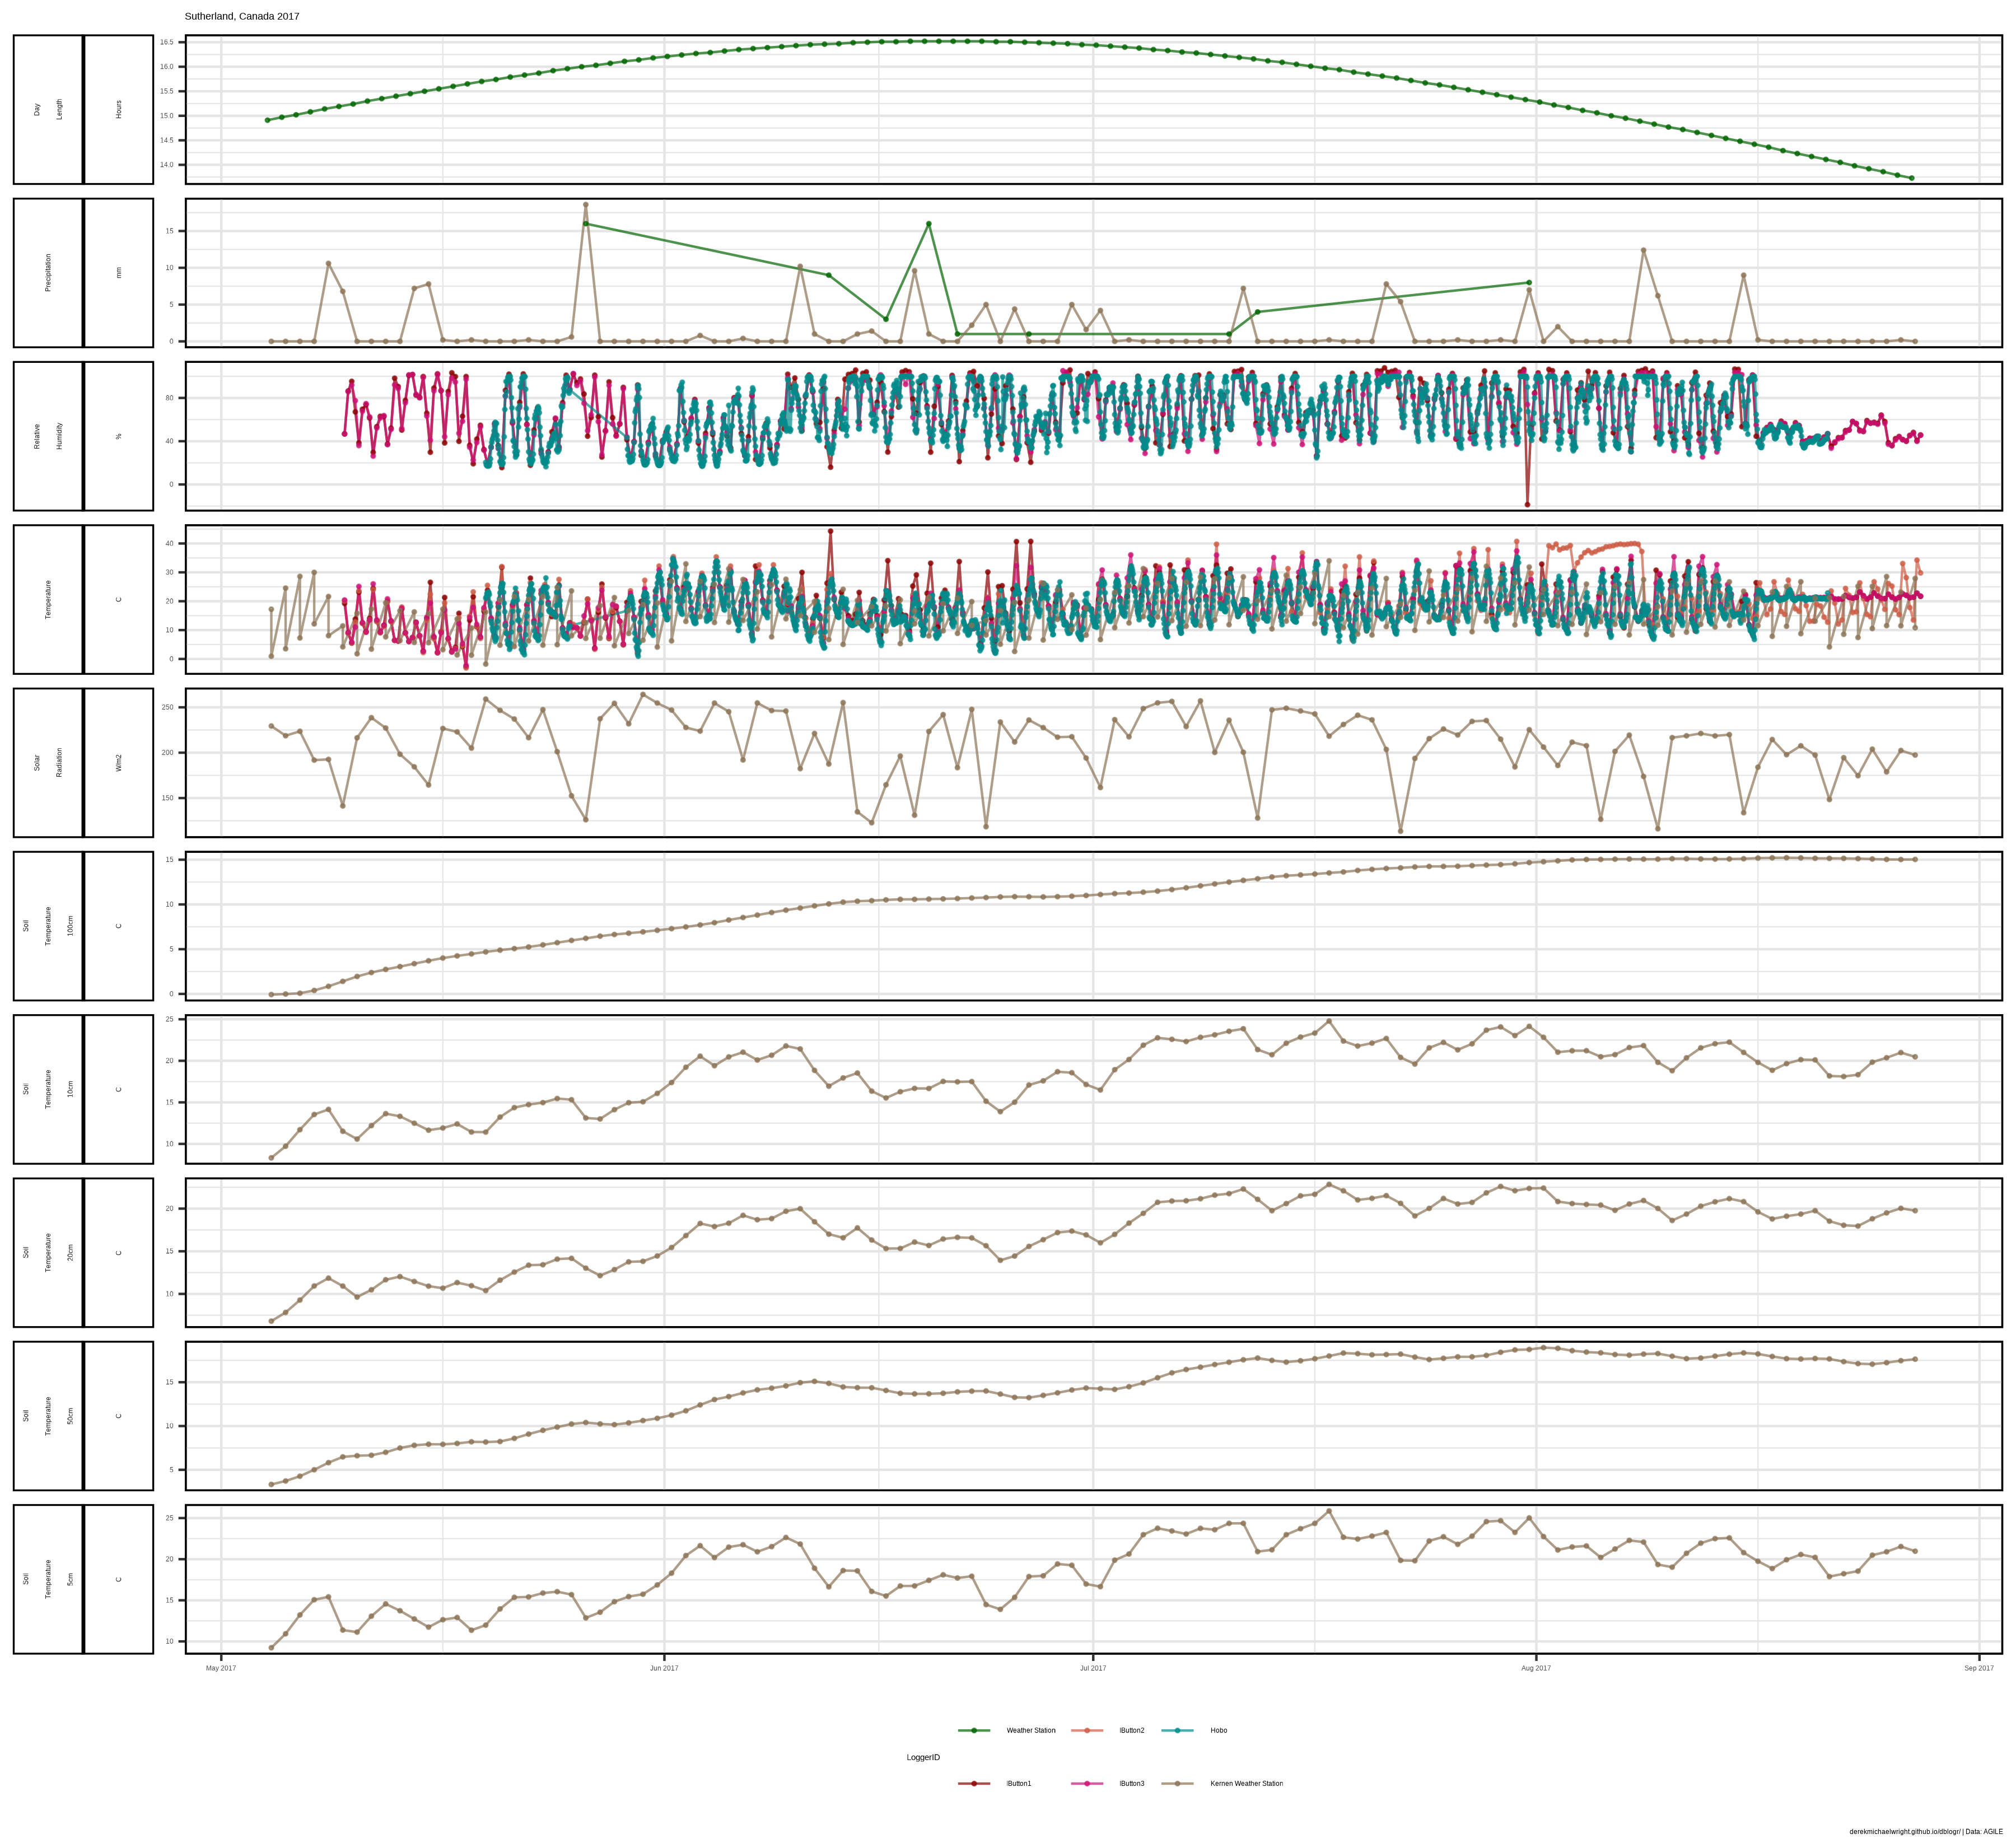 Sutherland, Canada 2017
Day
Length
Hours
16.5
16.0
15.5
15.0
14.5
14.0
Precipitation
mm
15
10
5
0
Relative
Humidity
%
80
40
0
Temperature
C
40
30
20
10
0
Solar
Radiation
W/m2
250
200
150
Soil
Temperature
100cm
C
15
10
5
0
Soil
Temperature
10cm
C
25
20
15
10
Soil
Temperature
20cm
C
20
15
10
Soil
Temperature
50cm
C
15
10
5
Soil
Temperature
5cm
C
25
20
15
10
May 2017 Jun 2017 Jul 2017 Aug 2017 Sep 2017
LoggerID
Weather Station IButton2 Hobo
IButton1 IButton3 Kernen Weather Station
derekmichaelwright.github.io/dblogr/ | Data: AGILE